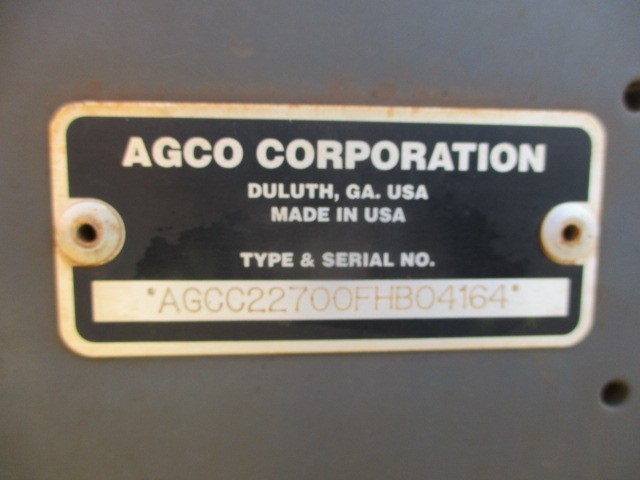 AGCO CORPORATION
DULUTH, GA. USA
MADE IN USA
TYPE & SERIAL NO.
*AGCC22700FHB04164*